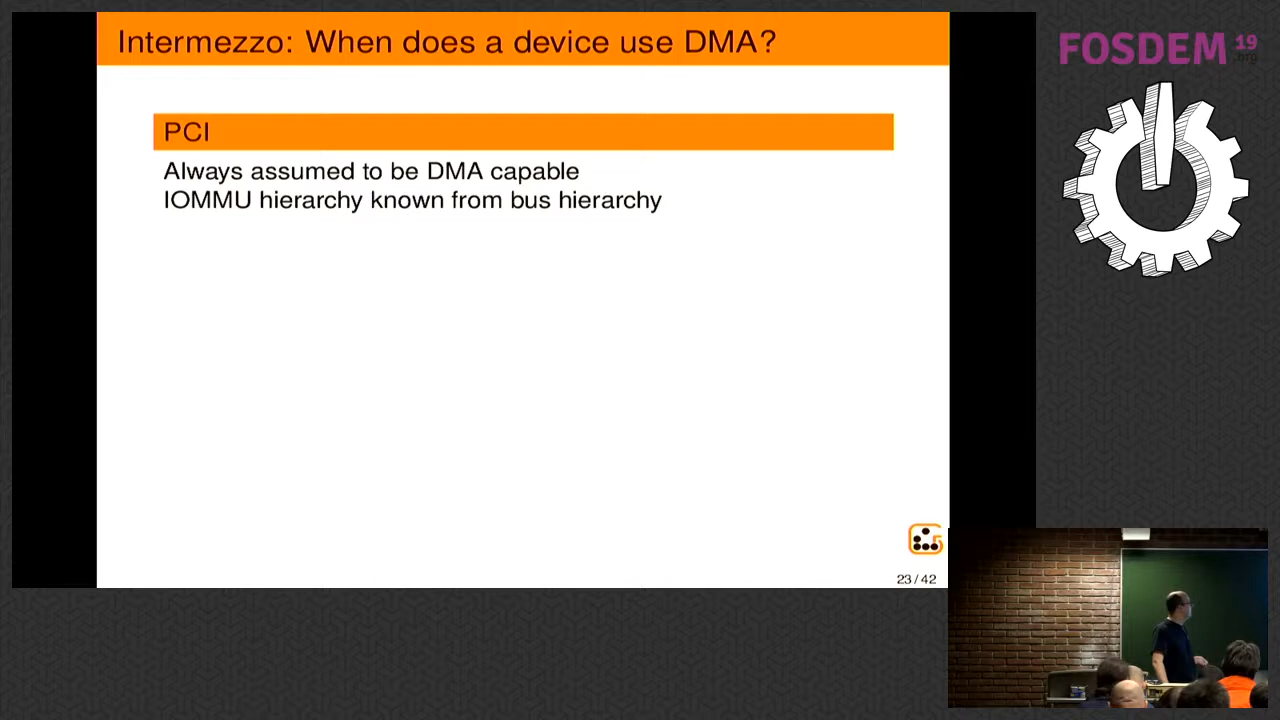 Intermezzo: When does a device use DMA?
PCI
Always assumed to be DMA capable
IOMMU hierarchy known from bus hierarchy
23 / 42
FOSDEM 19
.org